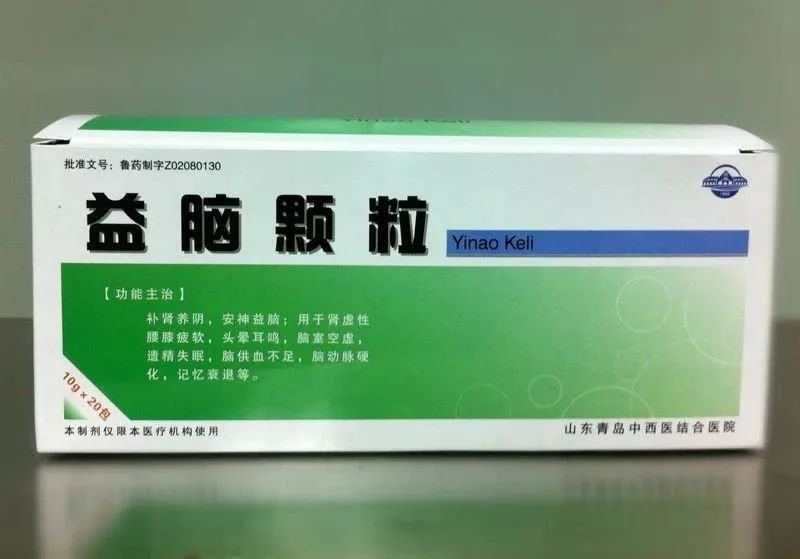 Yinao Keli
批准文号：鲁药制字Z02080130
益脑颗粒
Yinao Keli
【功能主治】
补肾养阴，安神益脑；用于肾虚性
腰膝疲软，头晕耳鸣，脑室空虚，
遗精失眠，脑供血不足，脑动脉硬
化，记忆衰退等。
10g×20包
本制剂仅限本医疗机构使用
山东青岛中西医结合医院